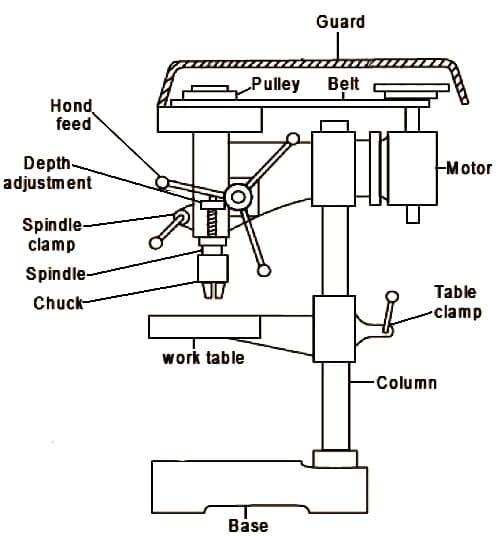 Guard
Pulley
Belt
Hond
feed
Depth
adjustment
Motor
Spindle
clamp
Spindle
Chuck
Table
clamp
work table
Column
Base